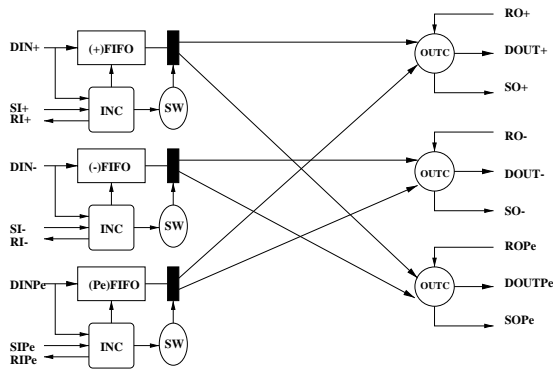 DIN+
(+)FIFO
SI+
RI+
INC
SW
DIN-
(-)FIFO
SI-
RI-
INC
SW
DINPe
(Pe)FIFO
SIPe
RIPe
INC
SW
RO+
OUTC
DOUT+
SO+
RO-
OUTC
DOUT-
SO-
ROPe
OUTC
DOUTPe
SOPe